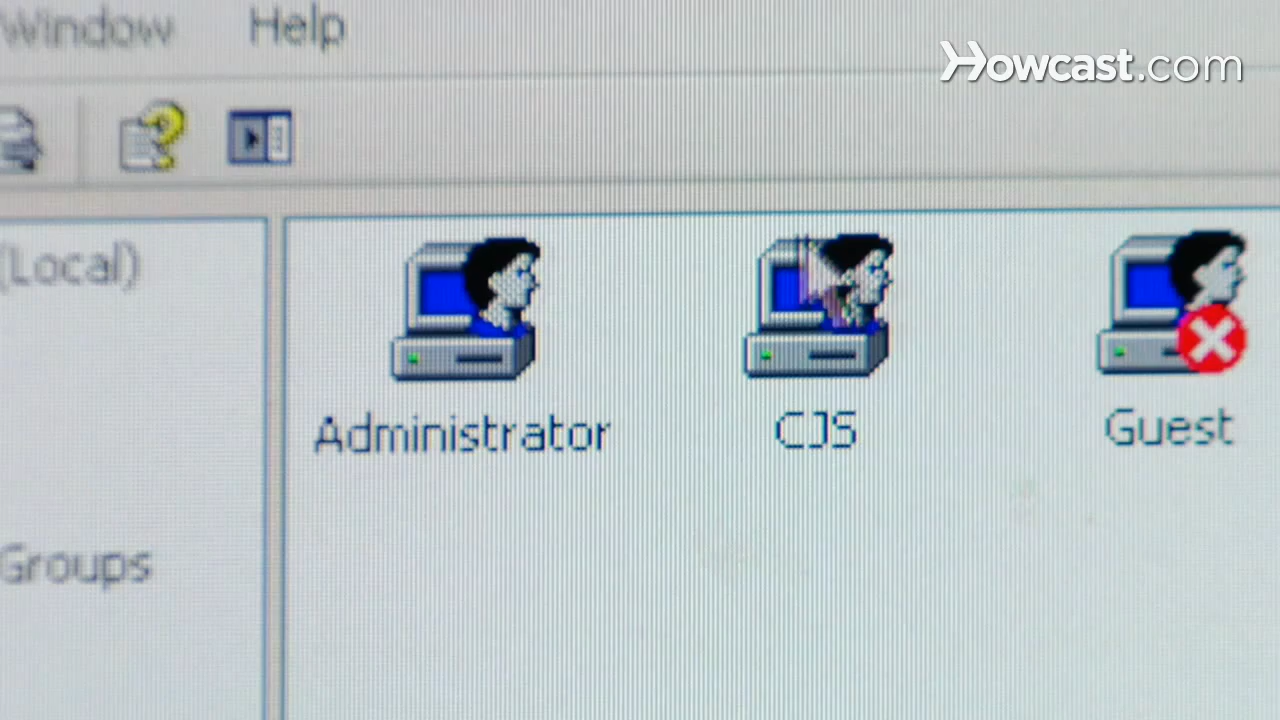 Window Help
Howcast.com
(Local)
Administrator CJS Guest
Groups